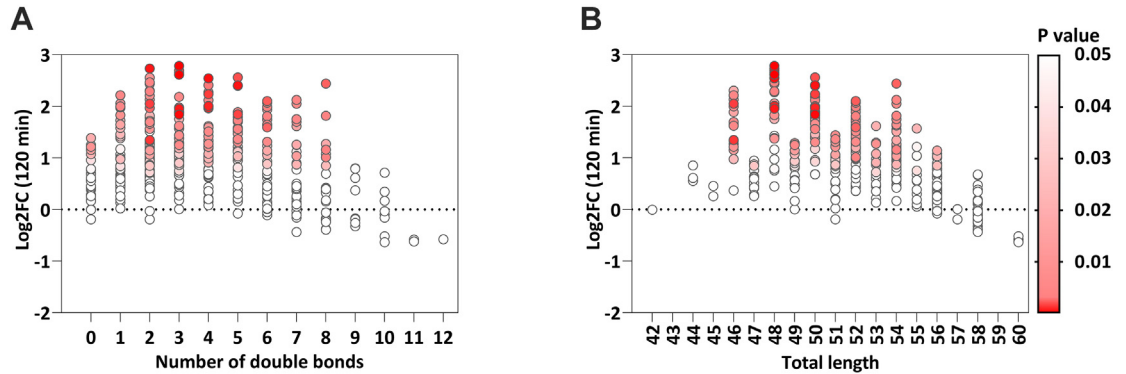 A
Log2FC (120 min)
3
2
1
0
-1
-2
0 1 2 3 4 5 6 7 8 9 10 11 12
Number of double bonds
B
Log2FC (120 min)
3
2
1
0
-1
-2
42 43 44 45 46 47 48 49 50 51 52 53 54 55 56 57 58 59 60
Total length
P value
0.05
0.04
0.03
0.02
0.01